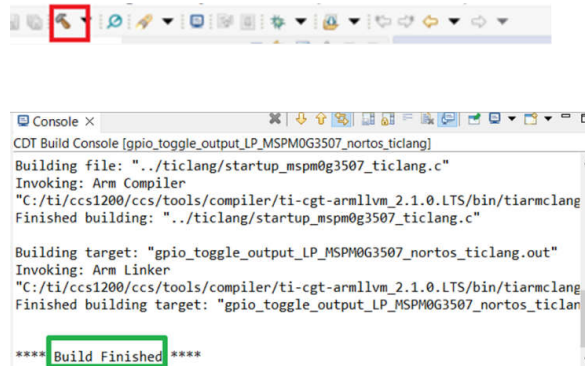 Console ×
CDT Build Console [gpio_toggle_output_LP_MSPM0G3507_nortos_ticlang]
Building file: "../ticlang/startup_mspm0g3507_ticlang.c"
Invoking: Arm Compiler
"C:/ti/ccs1200/ccs/tools/compiler/ti-cgt-armllvm_2.1.0.LTS/bin/tiarmclang
Finished building: "../ticlang/startup_mspm0g3507_ticlang.c"
Building target: "gpio_toggle_output_LP_MSPM0G3507_nortos_ticlang.out"
Invoking: Arm Linker
"C:/ti/ccs1200/ccs/tools/compiler/ti-cgt-armllvm_2.1.0.LTS/bin/tiarmclang
Finished building target: "gpio_toggle_output_LP_MSPM0G3507_nortos_ticlan
**** Build Finished ****